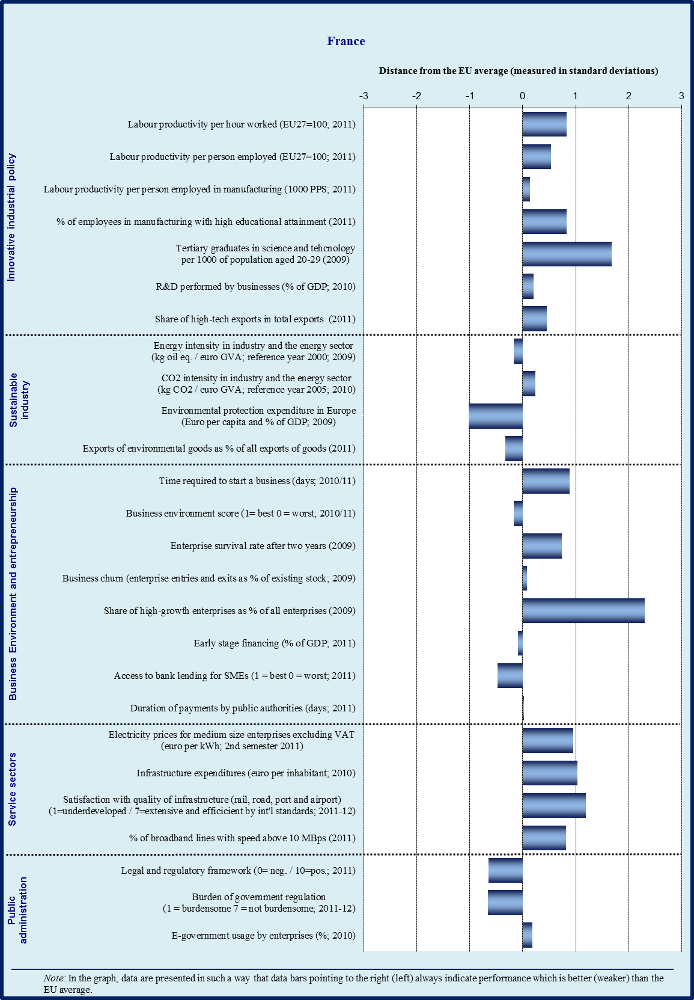 France
Distance from the EU average (measured in standard deviations)
-3 -2 -1 0 1 2 3
Innovative industrial policy
Labour productivity per hour worked (EU27=100; 2011)
Labour productivity per person employed (EU27=100; 2011)
Labour productivity per person employed in manufacturing (1000 PPS; 2011)
% of employees in manufacturing with high educational attainment (2011)
Tertiary graduates in science and tehcnology
per 1000 of population aged 20-29 (2009)
R&D performed by businesses (% of GDP; 2010)
Share of high-tech exports in total exports (2011)
Sustainable
industry
Energy intensity in industry and the energy sector
(kg oil eq. / euro GVA; reference year 2000; 2009)
CO2 intensity in industry and the energy sector
(kg CO2 / euro GVA; reference year 2005; 2010)
Environmental protection expenditure in Europe
(Euro per capita and % of GDP; 2009)
Exports of environmental goods as % of all exports of goods (2011)
Business Environment and entrepreneurship
Time required to start a business (days; 2010/11)
Business environment score (1= best 0 = worst; 2010/11)
Enterprise survival rate after two years (2009)
Business churn (enterprise entries and exits as % of existing stock; 2009)
Share of high-growth enterprises as % of all enterprises (2009)
Early stage financing (% of GDP; 2011)
Access to bank lending for SMEs (1 = best 0 = worst; 2011)
Duration of payments by public authorities (days; 2011)
Service sectors
Electricity prices for medium size enterprises excluding VAT
(euro per kWh; 2nd semester 2011)
Infrastructure expenditures (euro per inhabitant; 2010)
Satisfaction with quality of infrastructure (rail, road, port and airport)
(1=underdeveloped / 7=extensive and efficicient by int'l standards; 2011-12)
% of broadband lines with speed above 10 MBps (2011)
Public
administration
Legal and regulatory framework (0= neg. / 10=pos.; 2011)
Burden of government regulation
(1 = burdensome 7 = not burdensome; 2011-12)
E-government usage by enterprises (%; 2010)
Note: In the graph, data are presented in such a way that data bars pointing to the right (left) always indicate performance which is better (weaker) than the
EU average.